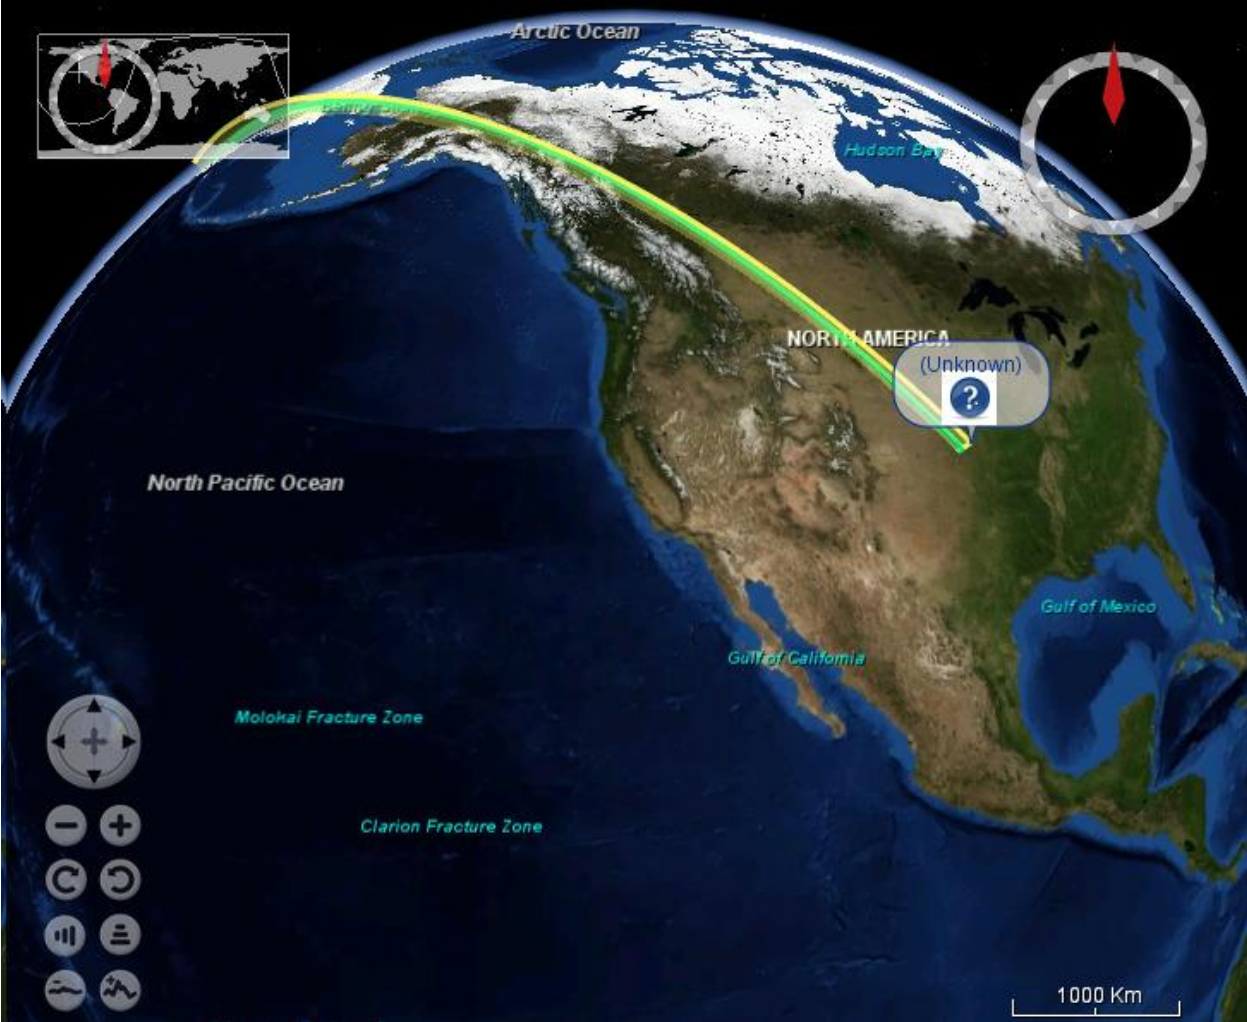 Arctic Ocean
Hudson Bay
NORTH AMERICA
(Unknown)
?
North Pacific Ocean
Gulf of Mexico
Gulf of California
Molokai Fracture Zone
Clarion Fracture Zone
1000 Km